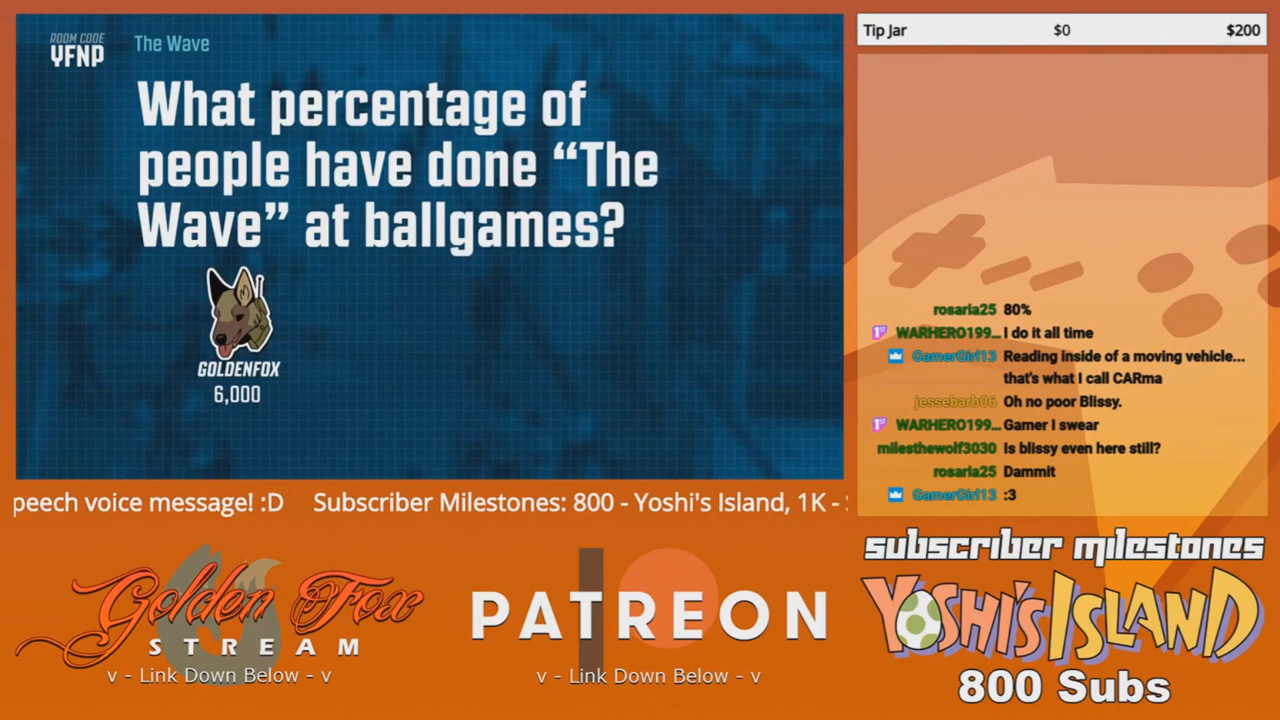 ROOM CODE
YFNP
The Wave
What percentage of
people have done “The
Wave” at ballgames?
GOLDENFOX
6,000
Tip Jar $0 $200
rosaria25 80%
WARHERO199... I do it all time
GamerGirl13 Reading inside of a moving vehicle...
that's what I call CARma
jessebarb06 Oh no poor Blissy.
WARHERO199... Gamer I swear
milesthewolf3030 Is blissy even here still?
rosaria25 Dammit
GamerGirl13 :3
peech voice message! :D Subscriber Milestones: 800 - Yoshi's Island, 1K -
Golden Fox
STREAM
v - Link Down Below - v
PATREON
v - Link Down Below - v
subscriber milestones
YOSHI'S ISLAND
800 Subs